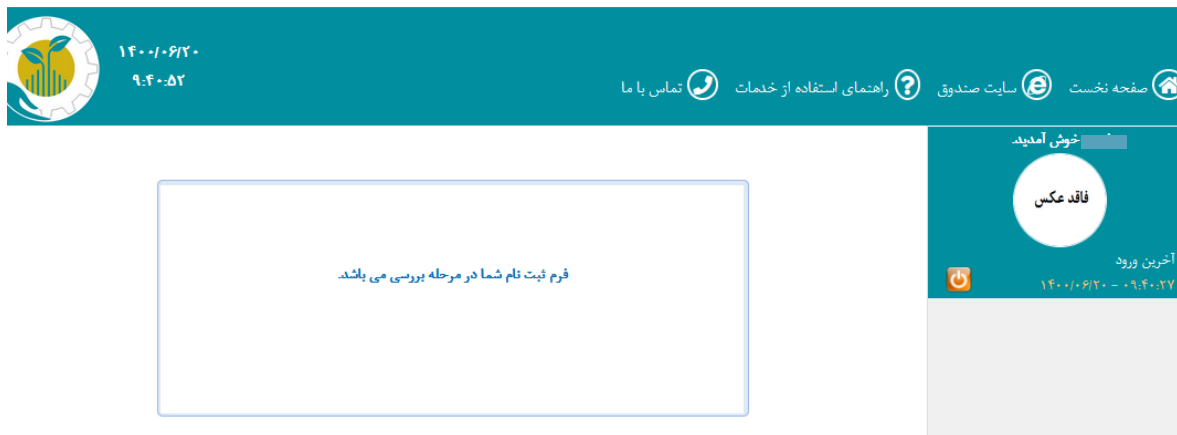 ۱۴۰۰/۰۶/۲۰
۹:۴۰:۵۲
صفحه نخست
سایت صندوق
راهنمای استفاده از خدمات
تماس با ما
خوش آمدید.
فاقد عکس
آخرین ورود
۱۴۰۰/۰۶/۲۰ - ۰۹:۴۰:۲۷
فرم ثبت نام شما در مرحله بررسی می باشد.